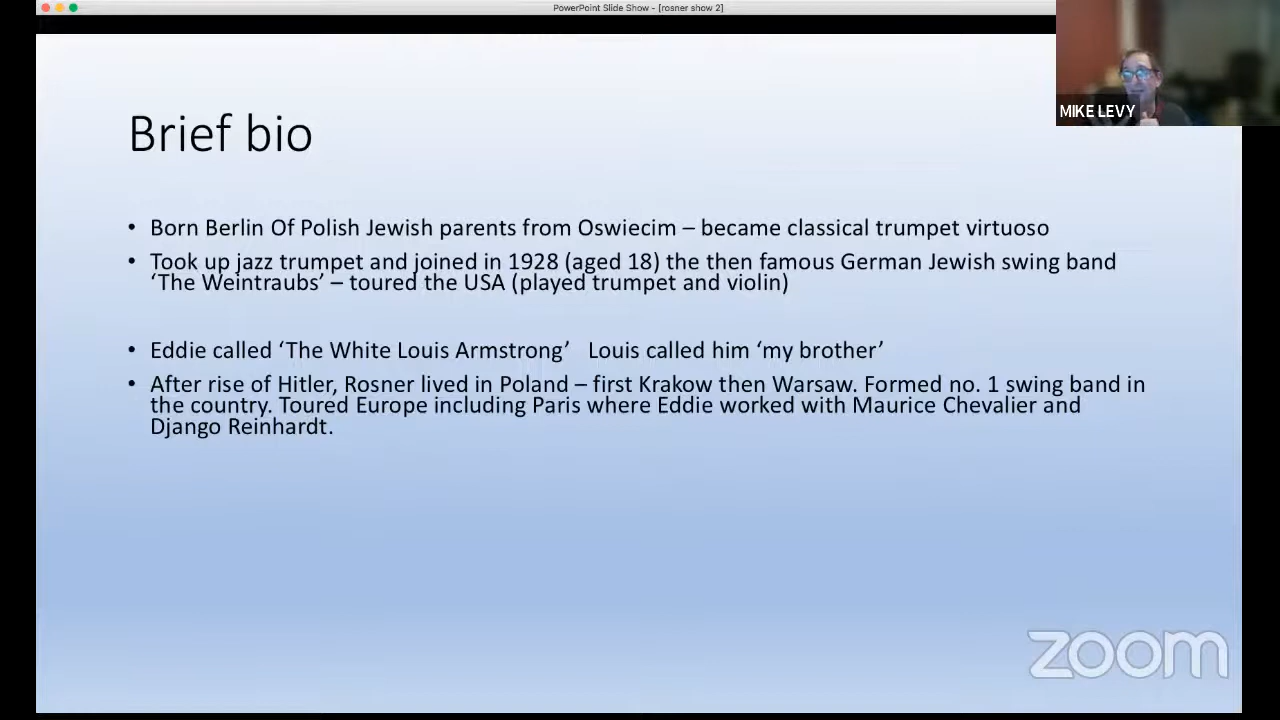 PowerPoint Slide Show - [rosner show 2]
MIKE LEVY
Brief bio
• Born Berlin Of Polish Jewish parents from Oswiecim – became classical trumpet virtuoso
• Took up jazz trumpet and joined in 1928 (aged 18) the then famous German Jewish swing band
‘The Weintraubs’ – toured the USA (played trumpet and violin)
• Eddie called ‘The White Louis Armstrong’ Louis called him ‘my brother’
• After rise of Hitler, Rosner lived in Poland – first Krakow then Warsaw. Formed no. 1 swing band in
the country. Toured Europe including Paris where Eddie worked with Maurice Chevalier and
Django Reinhardt.
zoom